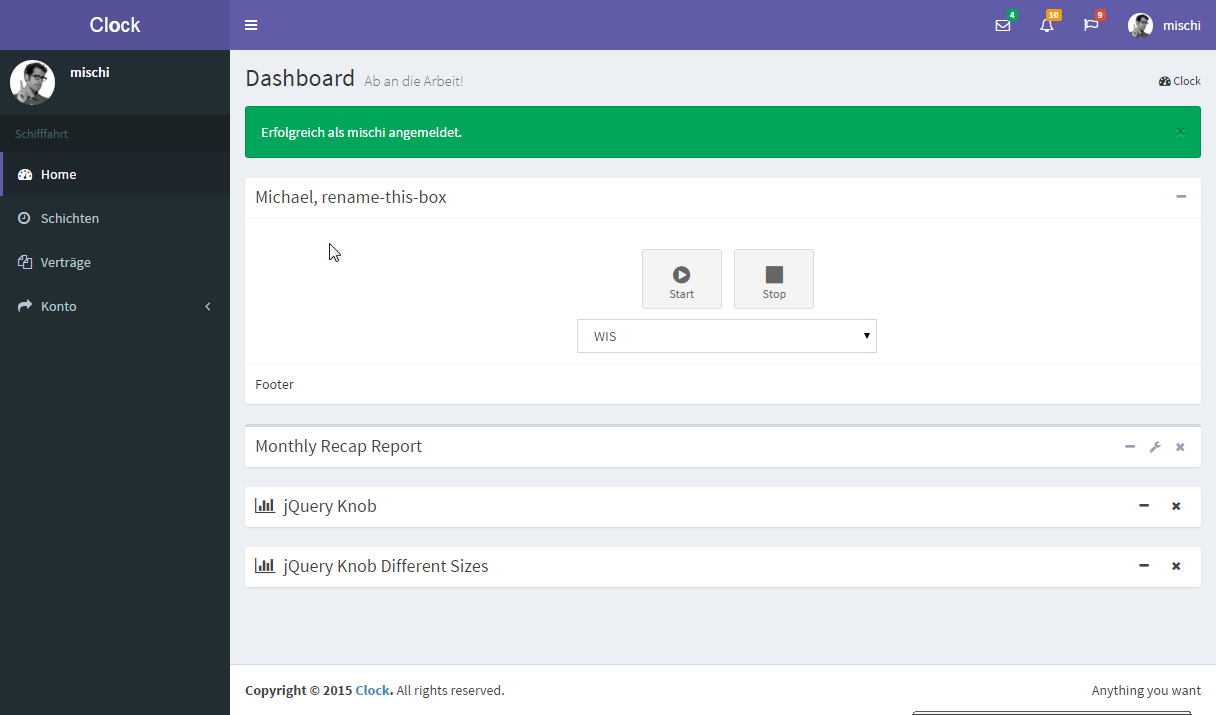 Clock
4
10
9
mischi
mischi
Schifffahrt
Home
Schichten
Verträge
Konto
Dashboard Ab an die Arbeit!
Clock
Erfolgreich als mischi angemeldet.
×
Michael, rename-this-box
Start
Stop
WIS
Footer
Monthly Recap Report
jQuery Knob
jQuery Knob Different Sizes
Copyright © 2015 Clock. All rights reserved.
Anything you want